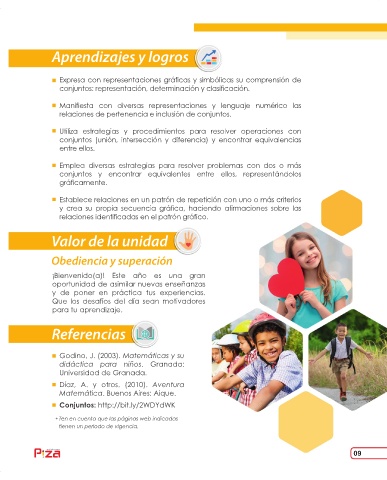 Aprendizajes y logros
Expresa con representaciones gráficas y simbólicas su comprensión de
conjuntos: representación, determinación y clasificación.
Manifiesta con diversas representaciones y lenguaje numérico las
relaciones de pertenencia e inclusión de conjuntos.
Utiliza estrategias y procedimientos para resolver operaciones con
conjuntos (unión, intersección y diferencia) y encontrar equivalencias
entre ellos.
Emplea diversas estrategias para resolver problemas con dos o más
conjuntos y encontrar equivalentes entre ellos, representándolos
gráficamente.
Establece relaciones en un patrón de repetición con uno o más criterios
y crea su propia secuencia gráfica, haciendo afirmaciones sobre las
relaciones identificadas en el patrón gráfico.
Valor de la unidad
Obediencia y superación
¡Bienvenido(a)! Este año es una gran
oportunidad de asimilar nuevas enseñanzas
y de poner en práctica tus experiencias.
Que los desafíos del día sean motivadores
para tu aprendizaje.
Referencias
Godino, J. (2003). Matemáticas y su
didáctica para niños. Granada:
Universidad de Granada.
Díaz, A. y otros, (2010). Aventura
Matemática. Buenos Aires: Aique.
Conjuntos: http://bit.ly/2WDYdWK
• Ten en cuenta que las páginas web indicadas
tienen un periodo de vigencia.
Piza
09